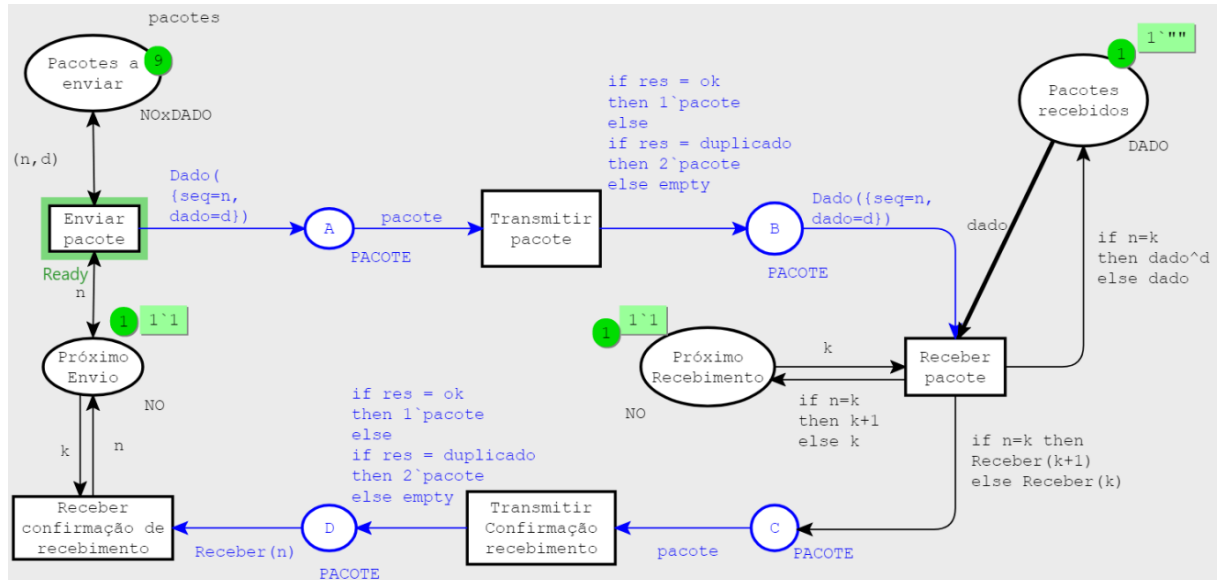 pacotes
Pacotes a
enviar
9
NOxDADO
(n,d)
Enviar
pacote
Ready
n
Dado(
{seq=n,
dado=d})
A
PACOTE
pacote
Transmitir
pacote
if res = ok
then 1`pacote
else
if res = duplicado
then 2`pacote
else empty
B
PACOTE
Dado({seq=n,
dado=d})
1
1`""
Pacotes
recebidos
DADO
dado
if n=k
then dado^d
else dado
1
1`1
Próximo
Envio
NO
k
n
1
1`1
Próximo
Recebimento
NO
k
Receber
pacote
if n=k
then k+1
else k
if n=k then
Receber(k+1)
else Receber(k)
if res = ok
then 1`pacote
else
if res = duplicado
then 2`pacote
else empty
Receber
confirmação de
recebimento
Receber(n)
D
PACOTE
Transmitir
Confirmação
recebimento
pacote
C
PACOTE